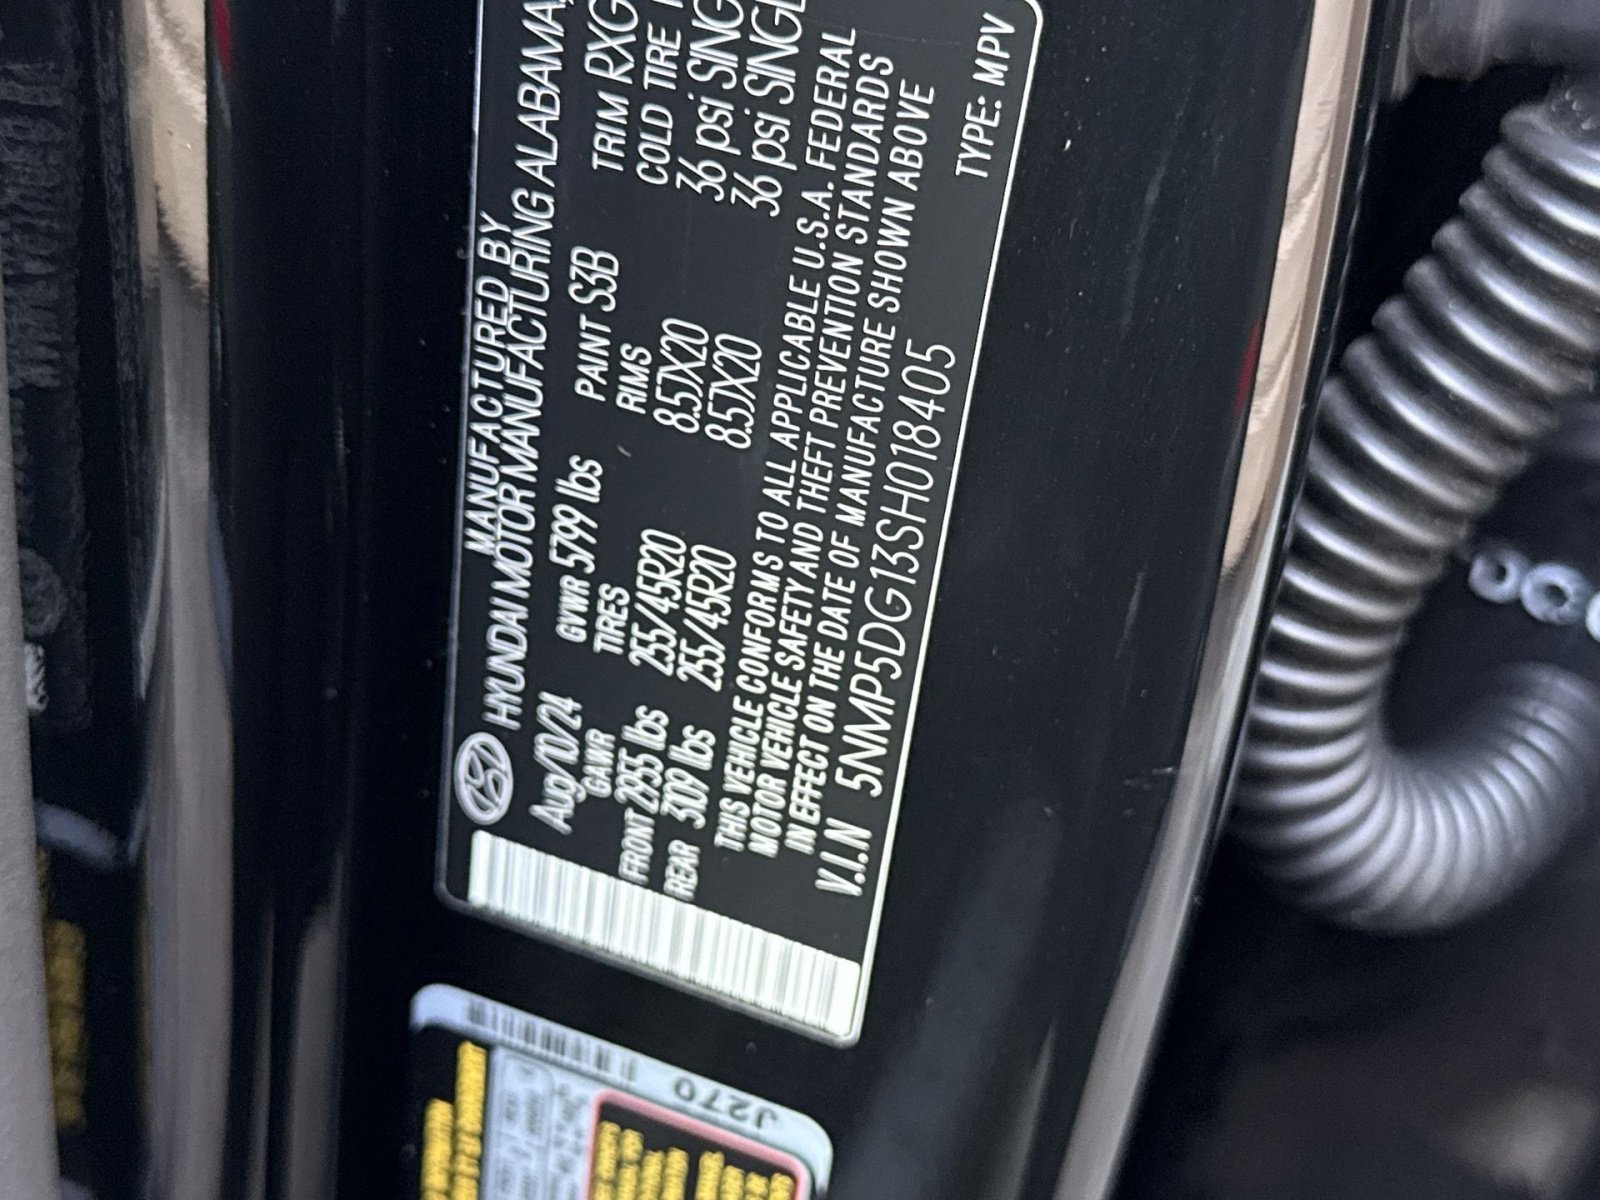 MANUFACTURED BY
HYUNDAI MOTOR MANUFACTURING ALABAMA,
Aug/10/24 GVWR 5799 lbs PAINT S3B TRIM RXG
GAWR TIRES RIMS COLD TIRE
FRONT 2955 lbs 255/45R20 8.5JX20 36 psi SINGL
REAR 3109 lbs 255/45R20 8.5JX20 36 psi SINGL
THIS VEHICLE CONFORMS TO ALL APPLICABLE U.S.A. FEDERAL
MOTOR VEHICLE SAFETY AND THEFT PREVENTION STANDARDS
IN EFFECT ON THE DATE OF MANUFACTURE SHOWN ABOVE
V.I.N 5NMP5DG13SH018405 TYPE: MPV
J270